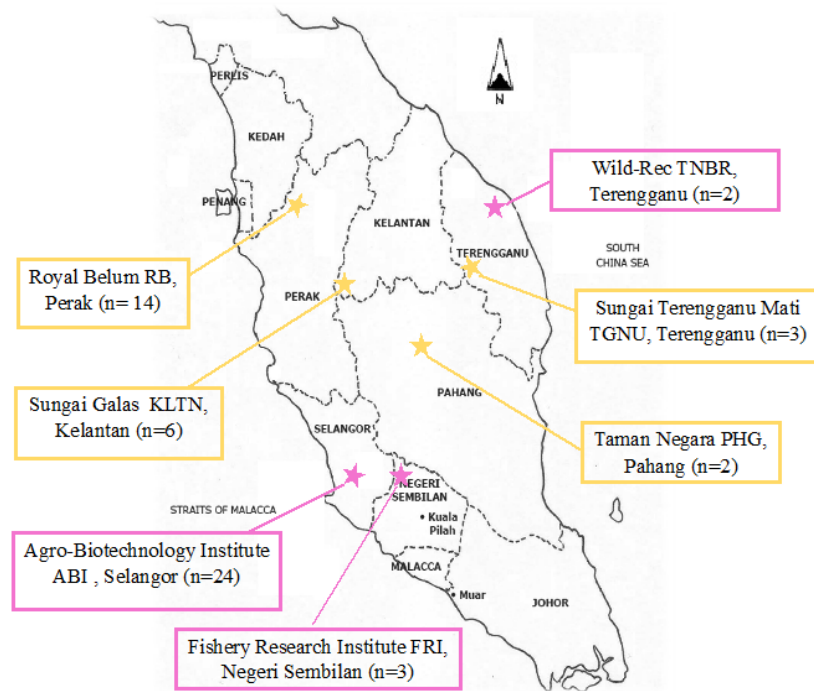 PERLIS
KEDAH
PENANG
KELANTAN
N
Wild-Rec TNBR,
Terengganu (n=2)
TERENGGANU
SOUTH
CHINA SEA
Royal Belum RB,
Perak (n= 14)
PERAK
Sungai Terengganu Mati
TGNU, Terengganu (n=3)
Sungai Galas  KLTN,
Kelantan (n=6)
PAHANG
SELANGOR
Taman Negara PHG,
Pahang (n=2)
NEGERI
SEMBILAN
STRAITS OF MALACCA
Kuala
Pilah
Agro-Biotechnology Institute
ABI , Selangor (n=24)
MALACCA
Muar
JOHOR
Fishery Research Institute FRI,
Negeri Sembilan (n=3)